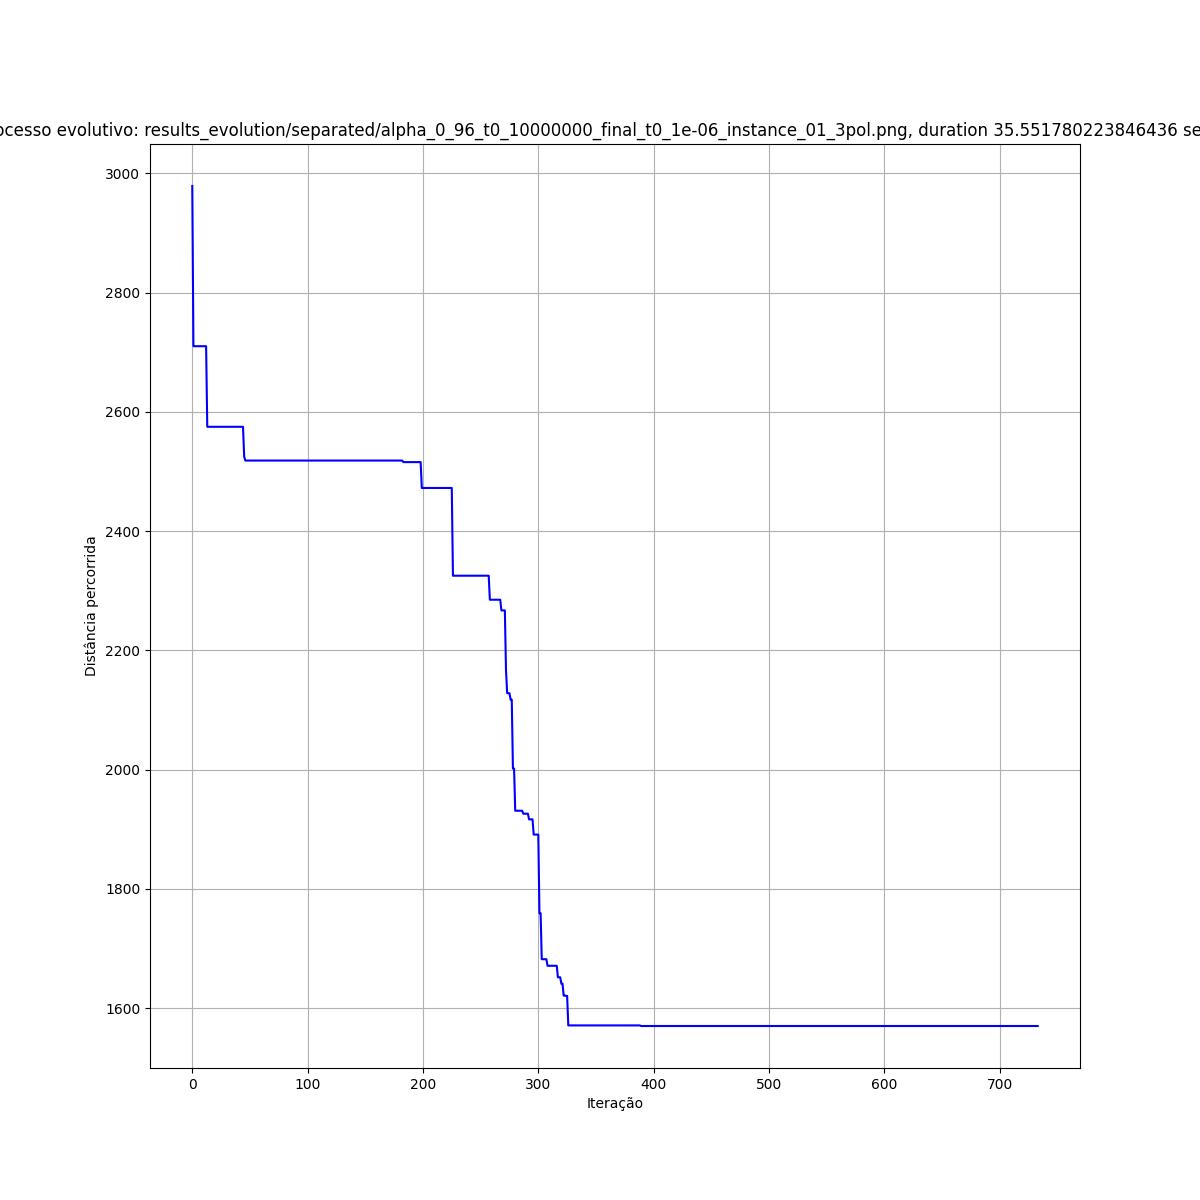 ocesso evolutivo: results_evolution/separated/alpha_0_96_t0_10000000_final_t0_1e-06_instance_01_3pol.png, duration 35.551780223846436 se
3000
2800
2600
2400
2200
2000
1800
1600
Distância percorrida
0 100 200 300 400 500 600 700
Iteração